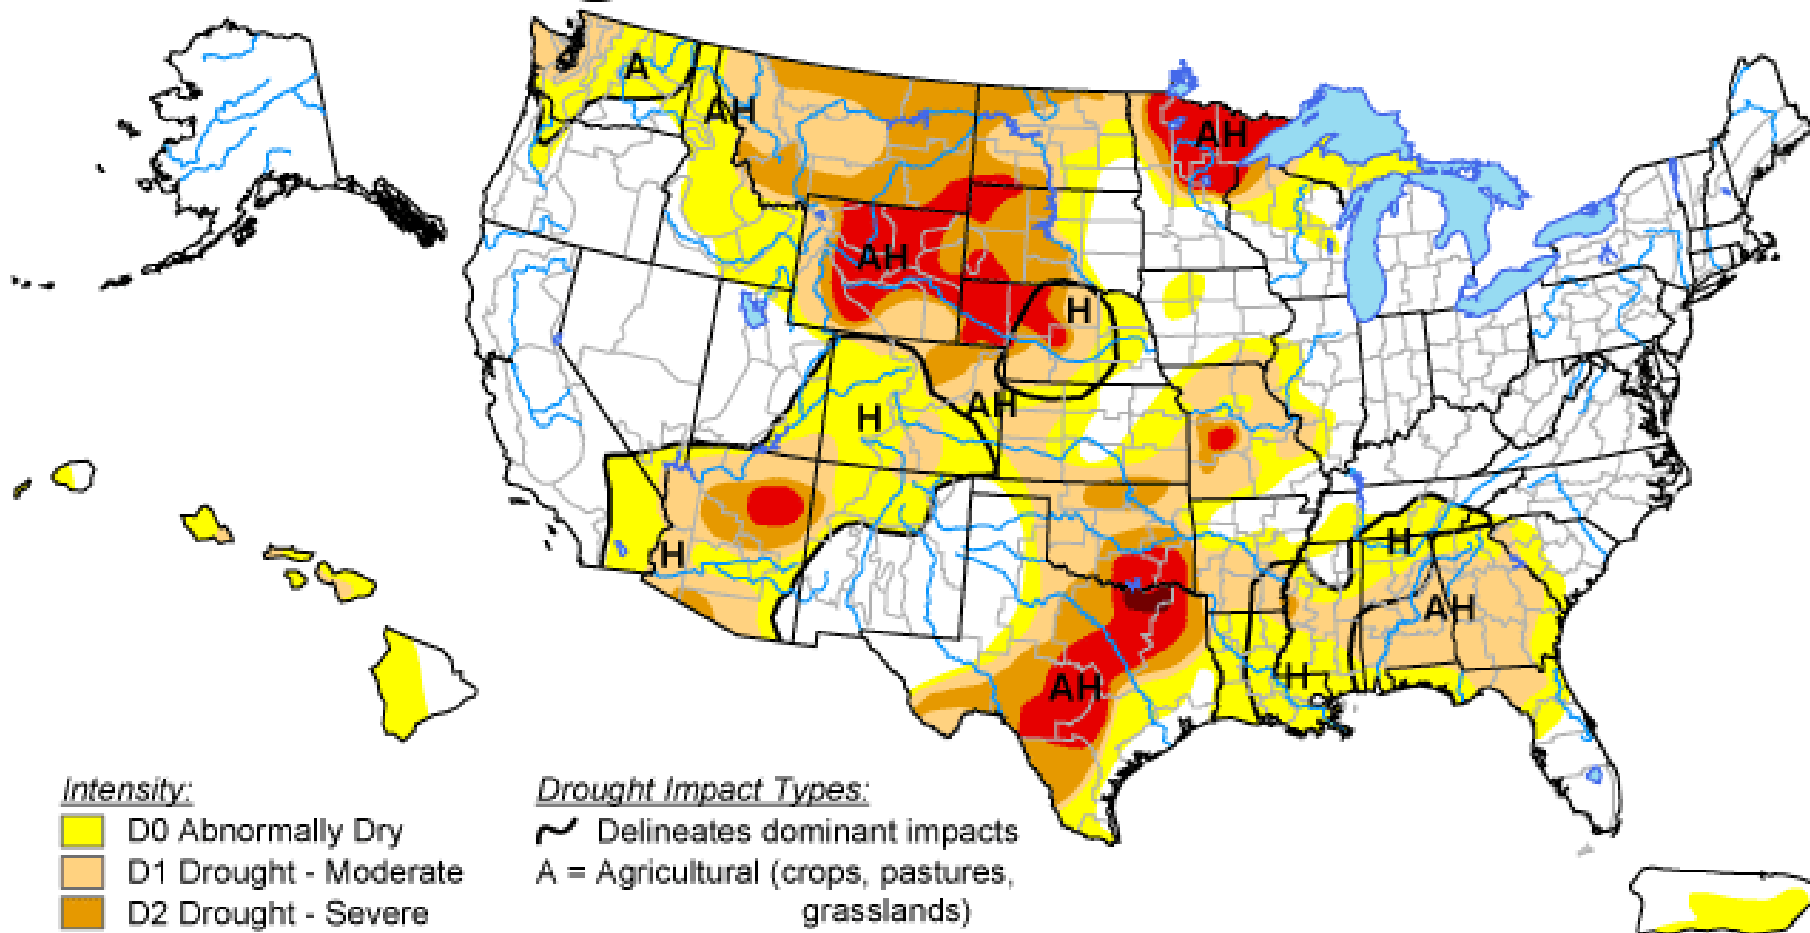 A
AH
AH
AH
H
AH
H
H
H
AH
H
AH
Intensity:
D0 Abnormally Dry
D1 Drought - Moderate
D2 Drought - Severe
Drought Impact Types:
Delineates dominant impacts
A = Agricultural (crops, pastures,
grasslands)